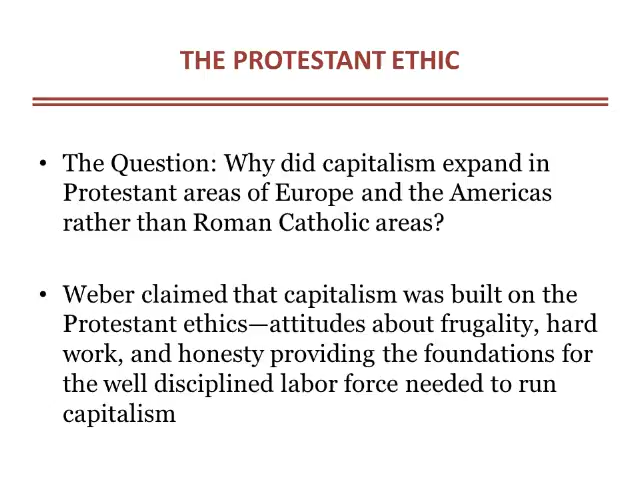 THE PROTESTANT ETHIC
• The Question: Why did capitalism expand in
Protestant areas of Europe and the Americas
rather than Roman Catholic areas?
• Weber claimed that capitalism was built on the
Protestant ethics—attitudes about frugality, hard
work, and honesty providing the foundations for
the well disciplined labor force needed to run
capitalism